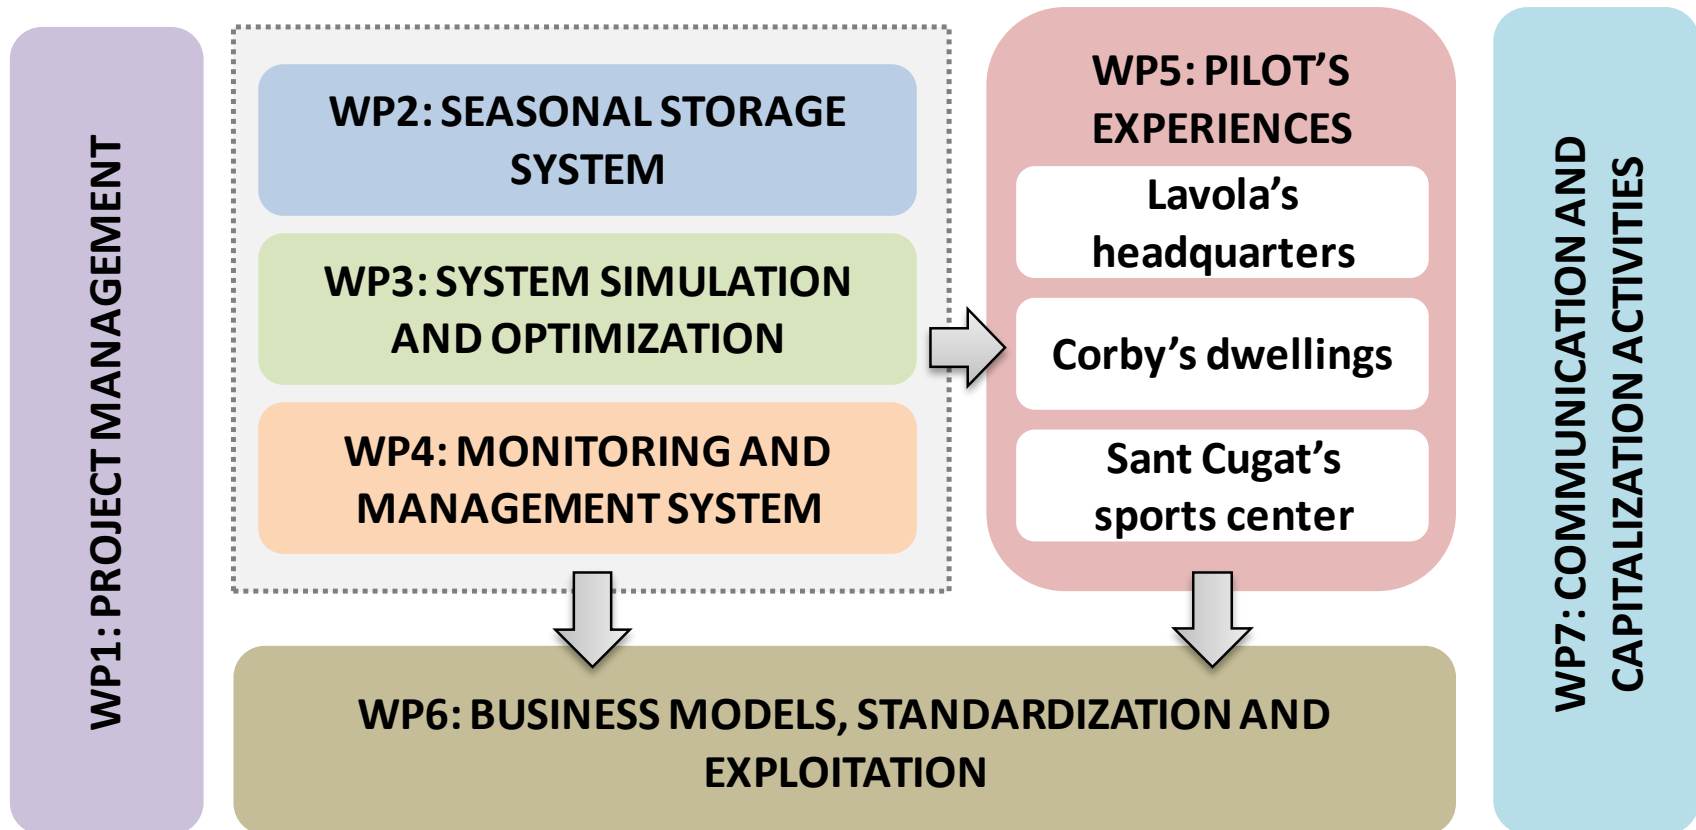 WP1: PROJECT MANAGEMENT
WP2: SEASONAL STORAGE
SYSTEM
WP3: SYSTEM SIMULATION
AND OPTIMIZATION
WP4: MONITORING AND
MANAGEMENT SYSTEM
WP5: PILOT’S
EXPERIENCES
Lavola’s
headquarters
Corby’s dwellings
Sant Cugat’s
sports center
WP6: BUSINESS MODELS, STANDARDIZATION AND
EXPLOITATION
WP7: COMMUNICATION AND
CAPITALIZATION ACTIVITIES